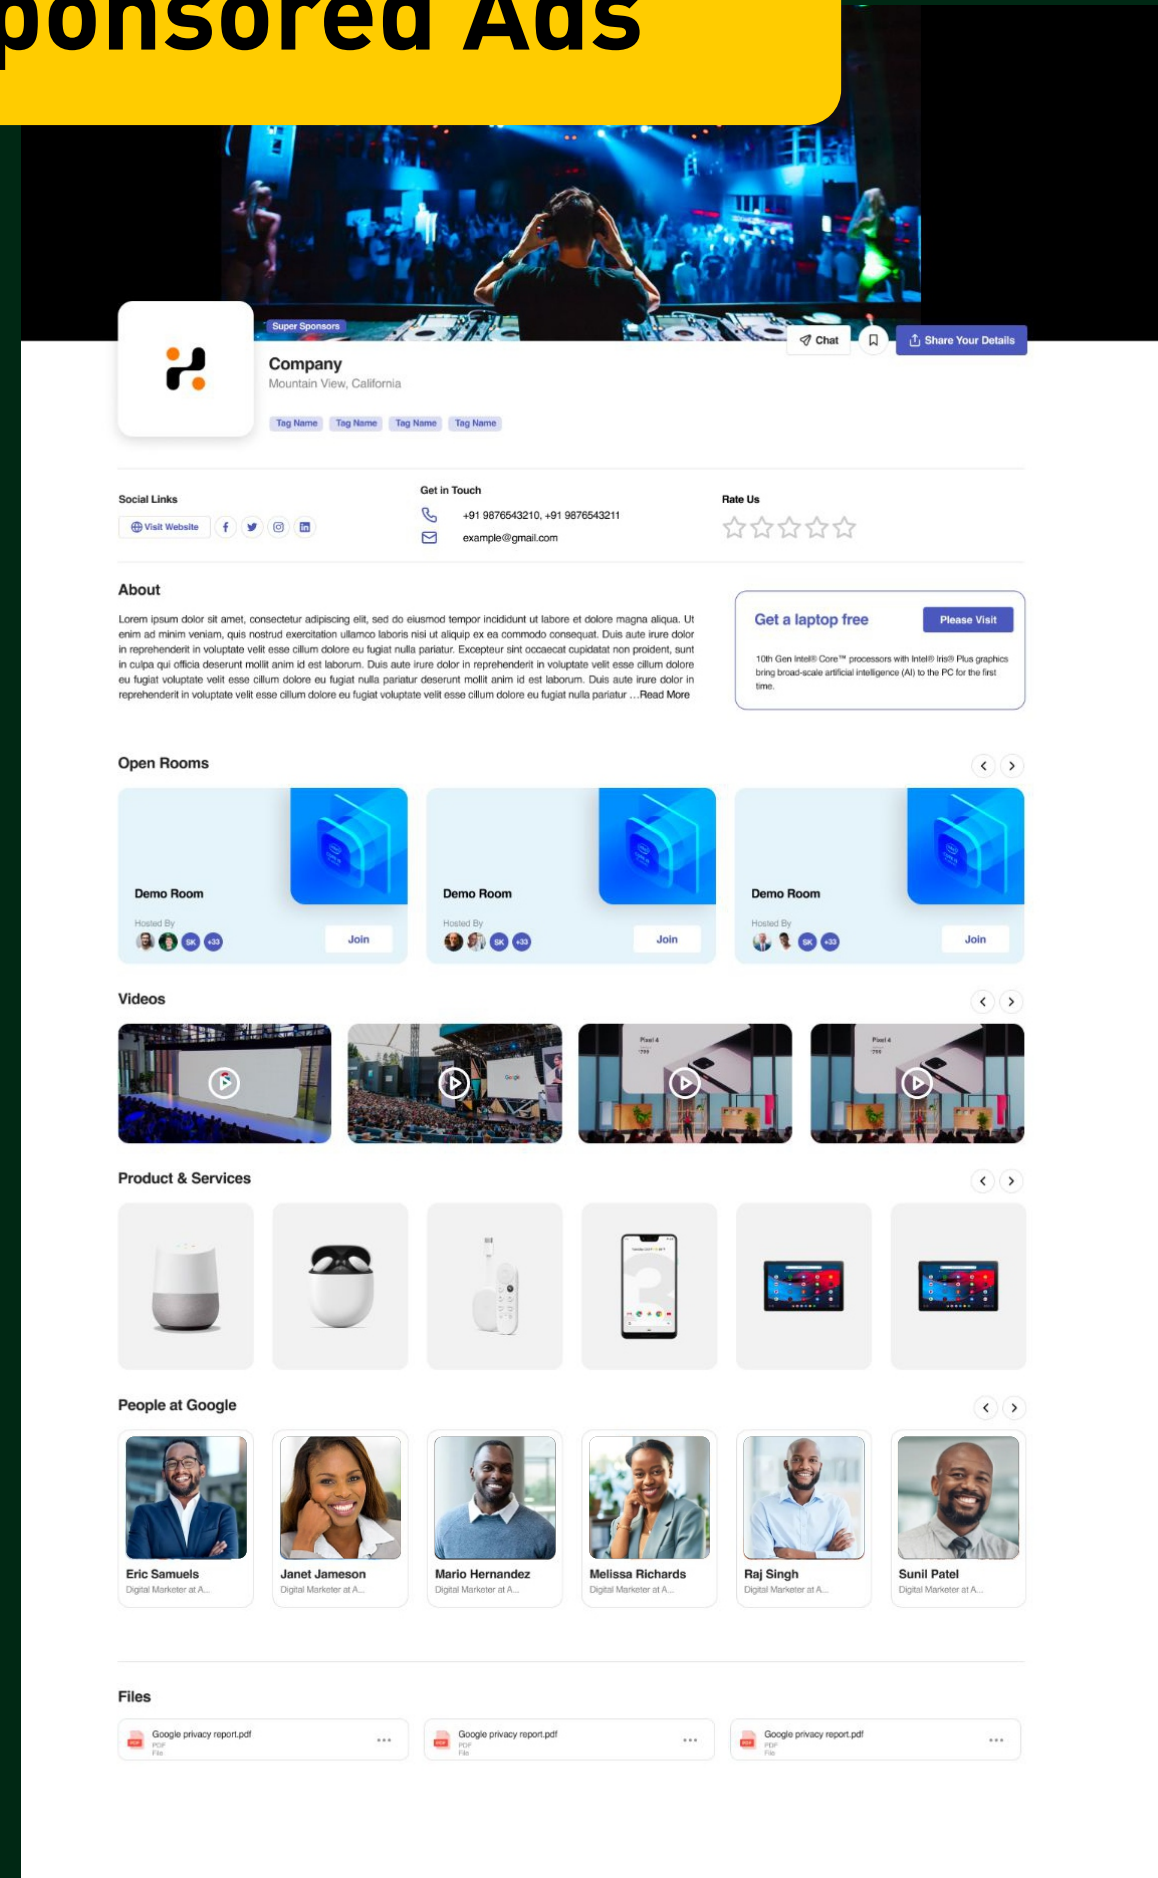 ponsored Ads
Super Sponsors
Chat
Share Your Details
Company
Mountain View, California
Tag Name Tag Name Tag Name Tag Name
Social Links
Visit Website
Get in Touch
+91 9876543210, +91 9876543211
example@gmail.com
Rate Us
About
Lorem ipsum dolor sit amet, consectetur adipiscing elit, sed do eiusmod tempor incididunt ut labore et dolore magna aliqua. Ut
enim ad minim veniam, quis nostrud exercitation ullamco laboris nisi ut aliquip ex ea commodo consequat. Duis aute irure dolor
in reprehenderit in voluptate velit esse cillum dolore eu fugiat nulla pariatur. Excepteur sint occaecat cupidatat non proident, sunt
in culpa qui officia deserunt mollit anim id est laborum. Duis aute irure dolor in reprehenderit in voluptate velit esse cillum dolore
eu fugiat voluptate velit esse cillum dolore eu fugiat nulla pariatur deserunt mollit anim id est laborum. Duis aute irure dolor in
reprehenderit in voluptate velit esse cillum dolore eu fugiat voluptate velit esse cillum dolore eu fugiat nulla pariatur ...Read More
Get a laptop free
Please Visit
10th Gen Intel® Core™ processors with Intel® Iris® Plus graphics
bring broad-scale artificial intelligence (AI) to the PC for the first
time.
Open Rooms
Demo Room
Hosted By
SK +33
Join
Demo Room
Hosted By
SK +33
Join
Demo Room
Hosted By
SK +33
Join
Videos
Google
Pixel 4
Pixel 4
Product & Services
People at Google
Eric Samuels
Digital Marketer at A...
Janet Jameson
Digital Marketer at A...
Mario Hernandez
Digital Marketer at A...
Melissa Richards
Digital Marketer at A...
Raj Singh
Digital Marketer at A...
Sunil Patel
Digital Marketer at A...
Files
Google privacy report.pdf
PDF
File
Google privacy report.pdf
PDF
File
Google privacy report.pdf
PDF
File